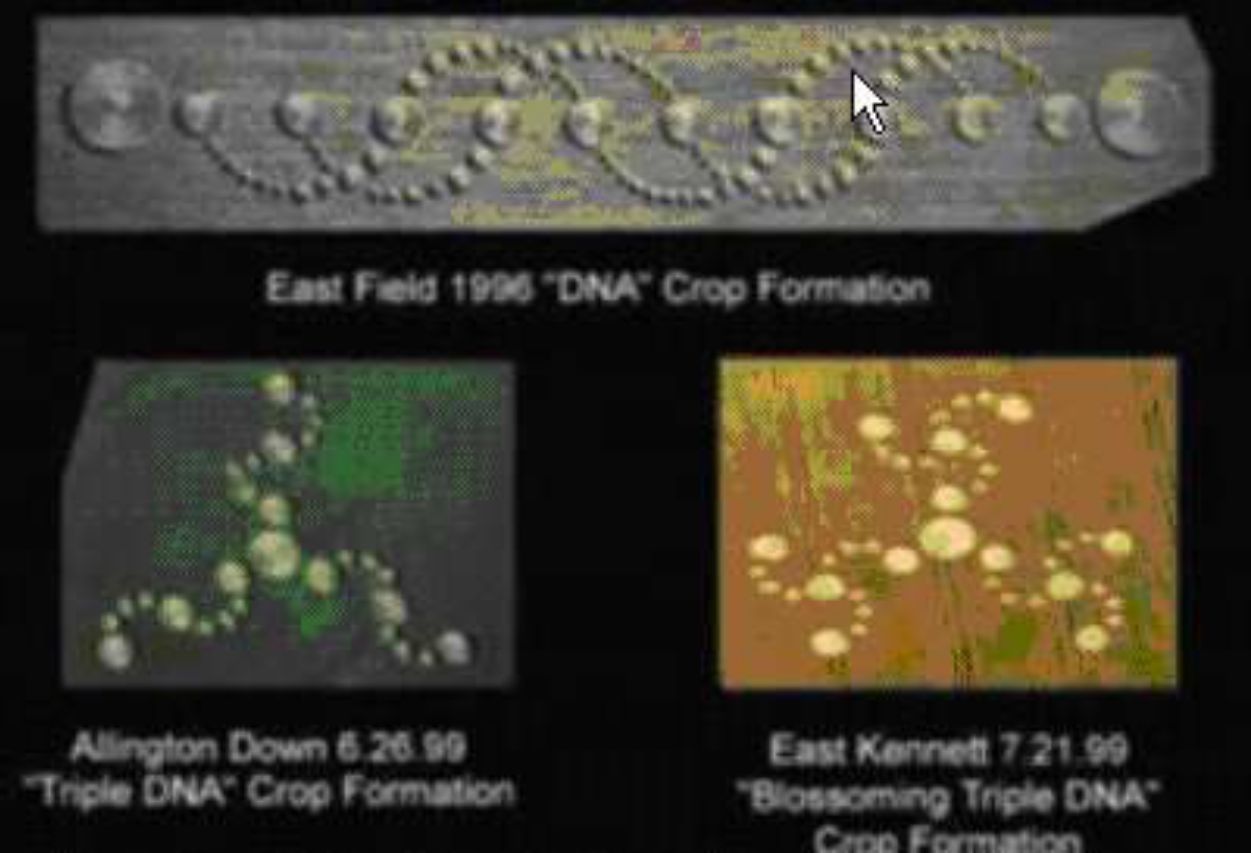 East Field 1996 "DNA" Crop Formation
Allington Down 6.26.99
"Triple DNA" Crop Formation
East Kennett 7.21.99
"Blossoming Triple DNA"
Crop Formation